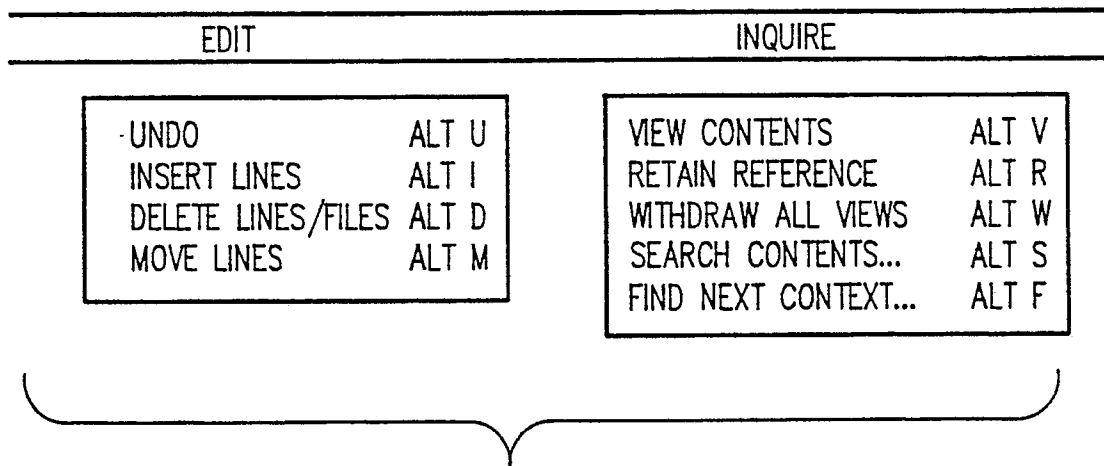 EDIT INQUIRE
UNDO ALT U
INSERT LINES ALT I
DELETE LINES/FILES ALT D
MOVE LINES ALT M
VIEW CONTENTS ALT V
RETAIN REFERENCE ALT R
WITHDRAW ALL VIEWS ALT W
SEARCH CONTENTS... ALT S
FIND NEXT CONTEXT... ALT F